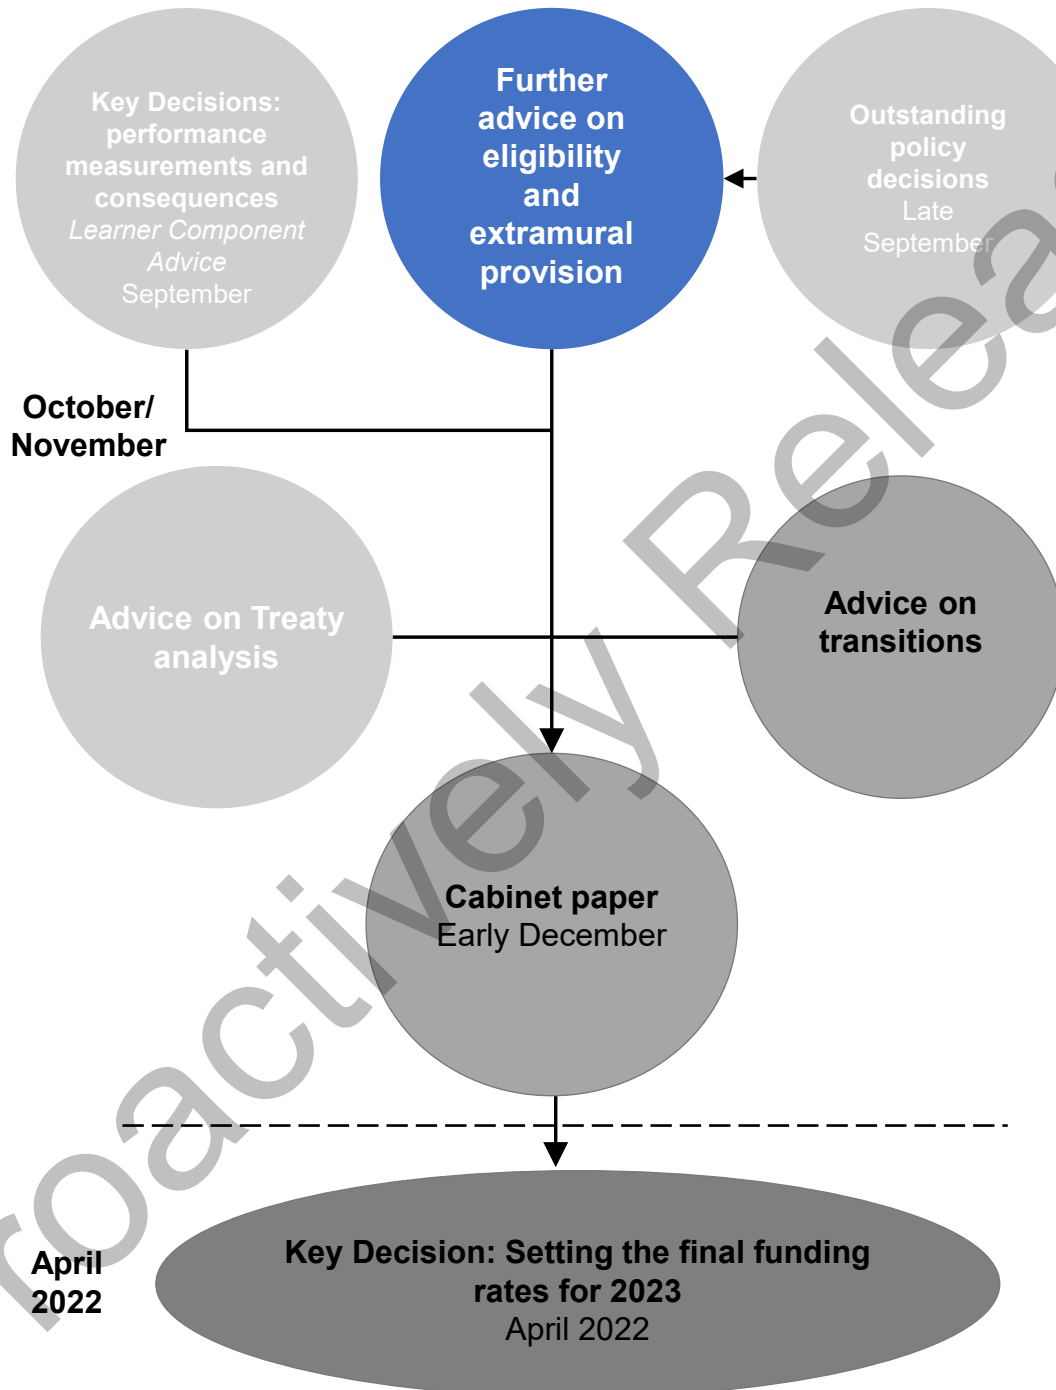 Key Decisions:
performance
measurements and
consequences
Learner Component
Advice
September
Further
advice on
eligibility
and
extramural
provision
Outstanding
policy
decisions
Late
September
October/
November
Advice on Treaty
analysis
Advice on
transitions
Cabinet paper
Early December
April
2022
Key Decision: Setting the final funding
rates for 2023
April 2022
roactively Relea